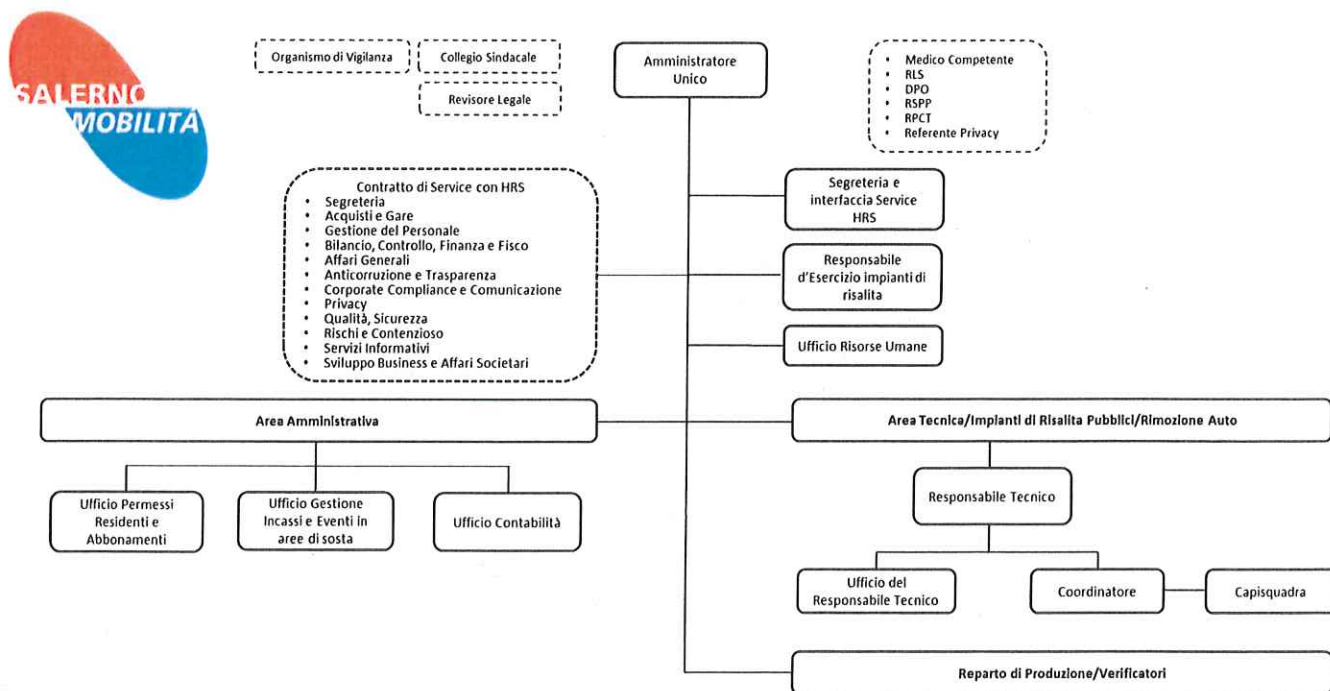 SALERNO
MOBILITÀ
Organismo di Vigilanza
Collegio Sindacale
Revisore Legale
Amministratore
Unico
• Medico Competente
• RLS
• DPO
• RSPP
• RPCT
• Referente Privacy
Contratto di Service con HRS
• Segreteria
• Acquisti e Gare
• Gestione del Personale
• Bilancio, Controllo, Finanza e Fisco
• Affari Generali
• Anticorruzione e Trasparenza
• Corporate Compliance e Comunicazione
• Privacy
• Qualità, Sicurezza
• Rischi e Contenzioso
• Servizi Informativi
• Sviluppo Business e Affari Societari
Segreteria e
interfaccia Service
HRS
Responsabile
d'Esercizio impianti di
risalita
Ufficio Risorse Umane
Area Amministrativa
Area Tecnica/Impianti di Risalita Pubblici/Rimozione Auto
Ufficio Permessi
Residenti e
Abbonamenti
Ufficio Gestione
Incassi e Eventi in
aree di sosta
Ufficio Contabilità
Responsabile Tecnico
Ufficio del
Responsabile Tecnico
Coordinatore
Capisquadra
Reparto di Produzione/Verificatori